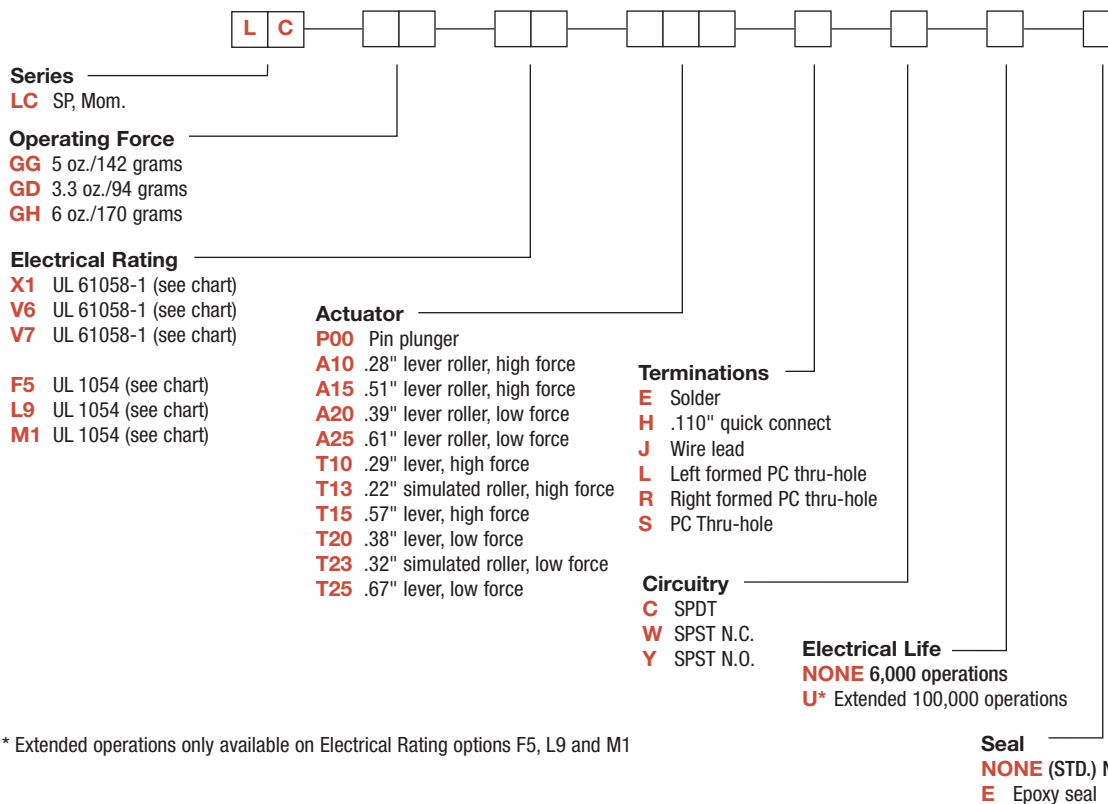 L C
Series
LC SP, Mom.
Operating Force
GG 5 oz./142 grams
GD 3.3 oz./94 grams
GH 6 oz./170 grams
Electrical Rating
X1 UL 61058-1 (see chart)
V6 UL 61058-1 (see chart)
V7 UL 61058-1 (see chart)
F5 UL 1054 (see chart)
L9 UL 1054 (see chart)
M1 UL 1054 (see chart)
Actuator
P00 Pin plunger
A10 .28" lever roller, high force
A15 .51" lever roller, high force
A20 .39" lever roller, low force
A25 .61" lever roller, low force
T10 .29" lever, high force
T13 .22" simulated roller, high force
T15 .57" lever, high force
T20 .38" lever, low force
T23 .32" simulated roller, low force
T25 .67" lever, low force
Terminations
E Solder
H .110" quick connect
J Wire lead
L Left formed PC thru-hole
R Right formed PC thru-hole
S PC Thru-hole
Circuitry
C SPDT
W SPST N.C.
Y SPST N.O.
Electrical Life
NONE 6,000 operations
U* Extended 100,000 operations
Seal
NONE (STD.)
E Epoxy seal
* Extended operations only available on Electrical Rating options F5, L9 and M1